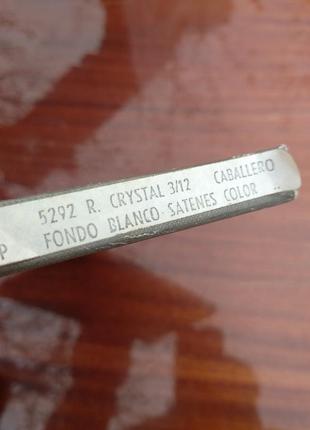 5292 R. CRYSTAL 3/12 CABALLERO
P FONDO BLANCO-SATENES COLOR